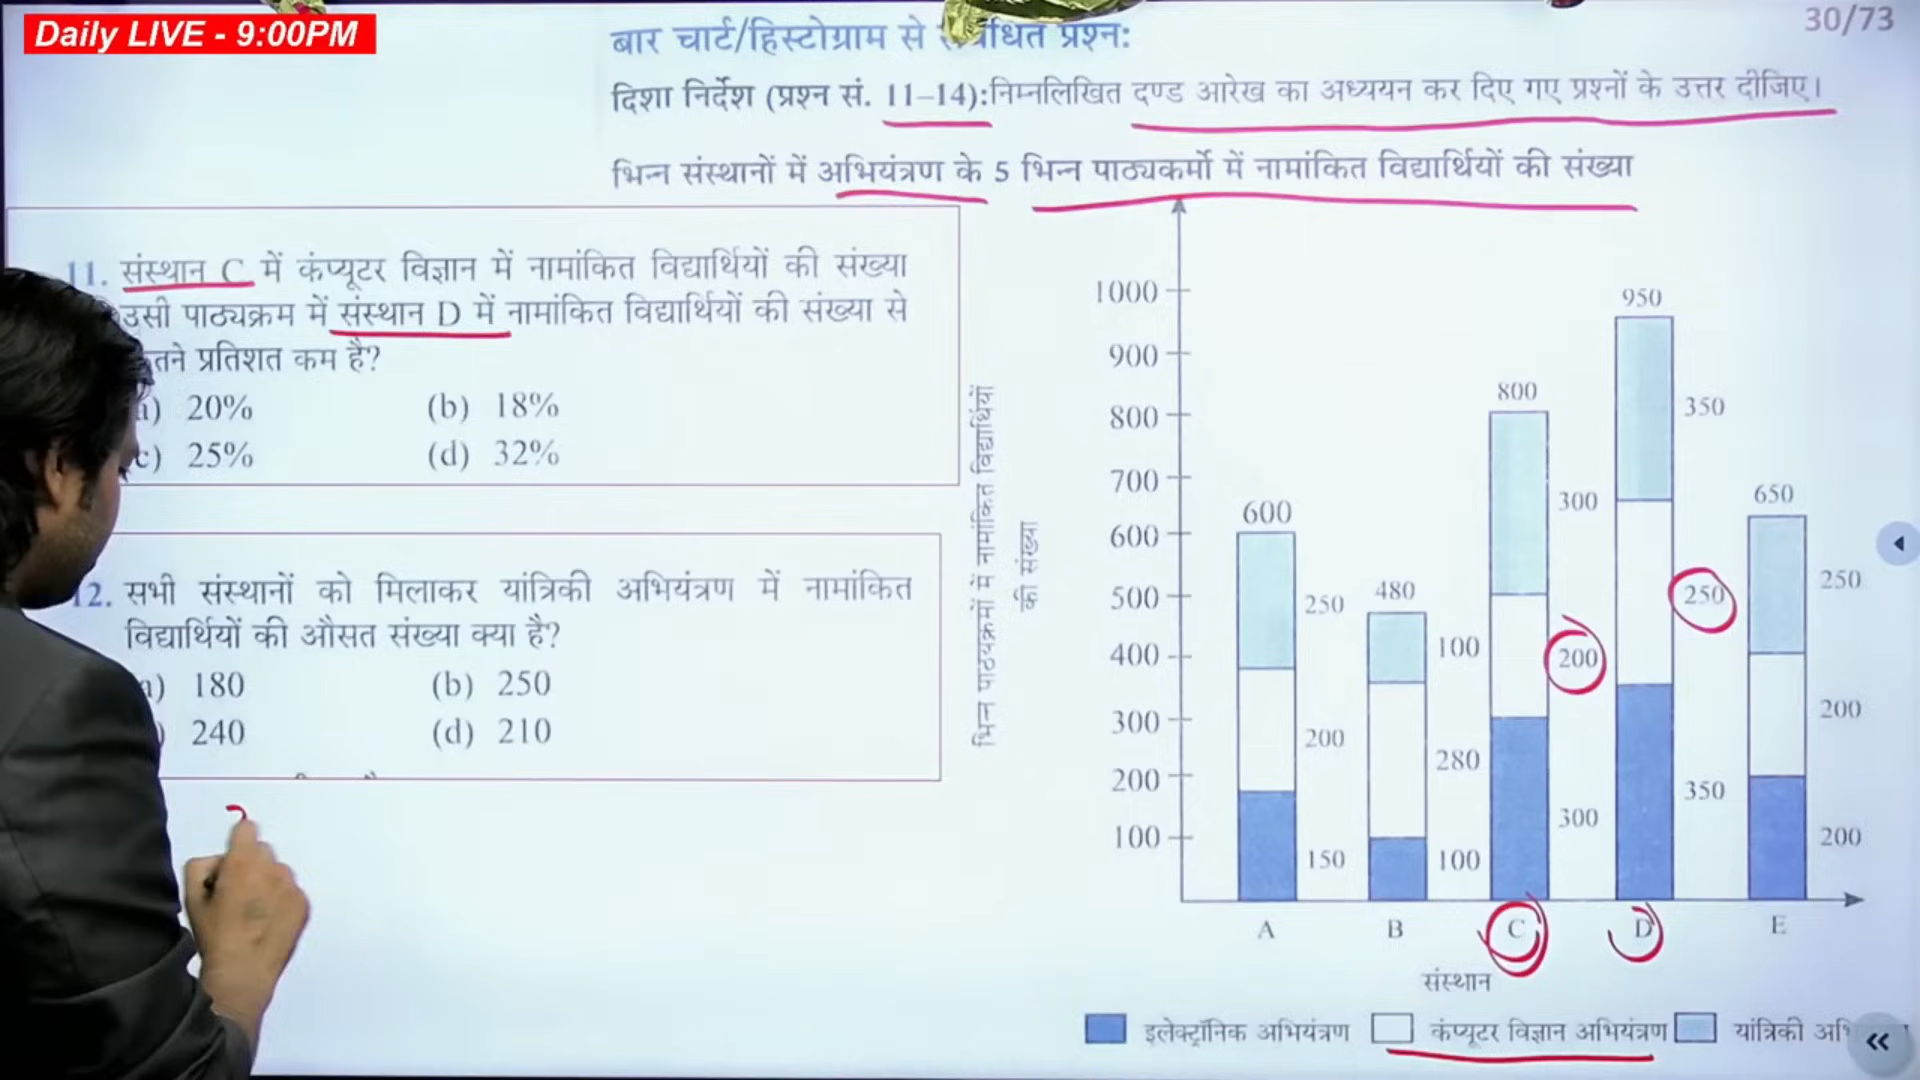 Daily LIVE - 9:00PM
30/73
बार चार्ट/हिस्टोग्राम से प्रश्न:
दिशा निर्देश (प्रश्न सं. 11–14):निम्नलिखित दण्ड आरेख का अध्ययन कर दिए गए प्रश्नों के उत्तर दीजिए।
भिन्न संस्थानों में अभियंत्रण के 5 भिन्न पाठ्यकर्मो में नामांकित विद्यार्थियों की संख्या
11. संस्थान C में कंप्यूटर विज्ञान में नामांकित विद्यार्थियों की संख्या
उसी पाठ्यक्रम में संस्थान D में नामांकित विद्यार्थियों की संख्या से
प्रतिशत कम है?
20% (b) 18%
25% (d) 32%
12. सभी संस्थानों को मिलाकर यांत्रिकी अभियंत्रण में नामांकित
विद्यार्थियों की औसत संख्या क्या है?
180 (b) 250
240 (d) 210
भिन्न पाठ्यक्रमों में नामांकित विद्यार्थियों
की संख्या
1000
900
800
700
600
500
400
300
200
100
600
250
200
150
480
100
280
100
800
300
200
300
950
350
250
350
650
250
200
200
A B C D E
संस्थान
इलेक्ट्रॉनिक अभियंत्रण कंप्यूटर विज्ञान अभियंत्रण यांत्रिकी